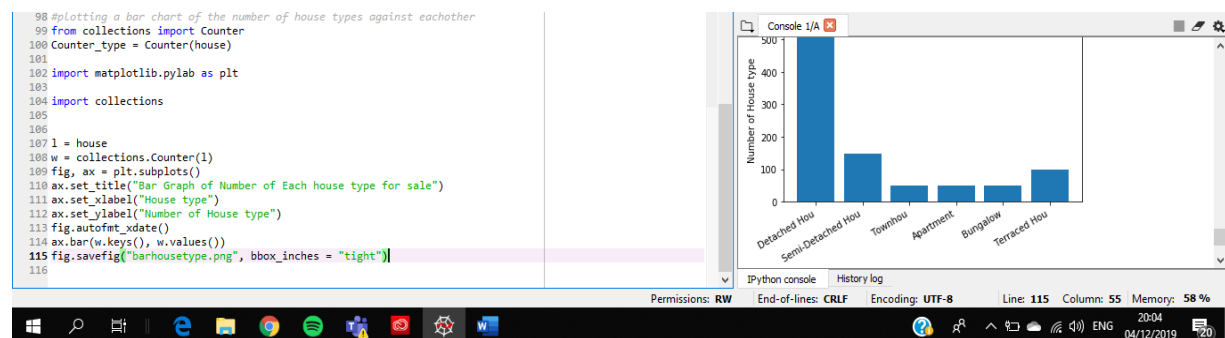 98 #plotting a bar chart of the number of house types against eachother
99 from collections import Counter
100 Counter_type = Counter(house)
101
102 import matplotlib.pylab as plt
103
104 import collections
105
106
107 l = house
108 w = collections.Counter(l)
109 fig, ax = plt.subplots()
110 ax.set_title("Bar Graph of Number of Each house type for sale")
111 ax.set_xlabel("House type")
112 ax.set_ylabel("Number of House type")
113 fig.autofmt_xdate()
114 ax.bar(w.keys(), w.values())
115 fig.savefig("barhousetype.png", bbox_inches = "tight")
116
Console 1/A
500
400
300
200
100
0
Number of House type
Detached Hou
Semi-Detached Hou
Townhou
Apartment
Bungalow
Terraced Hou
IPython console History log
Permissions: RW End-of-lines: CRLF Encoding: UTF-8 Line: 115 Column: 55 Memory: 58 %
ENG
20:04
04/12/2019
20